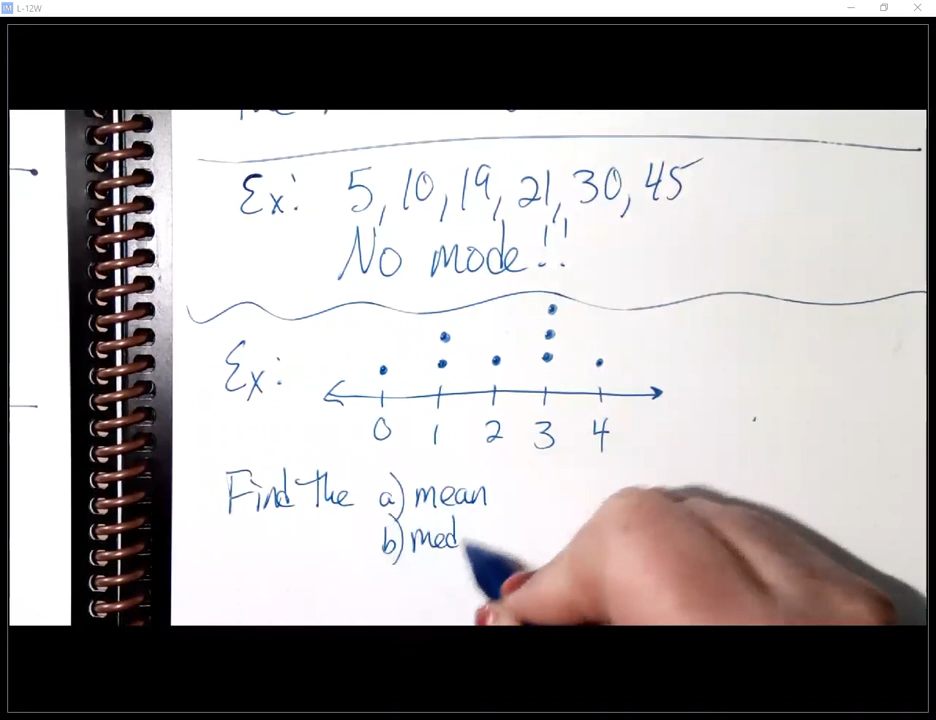 L-12W
Ex: 5, 10, 19, 21, 30, 45
No mode!!
Ex:
0 1 2 3 4
Find the a) mean
b) med